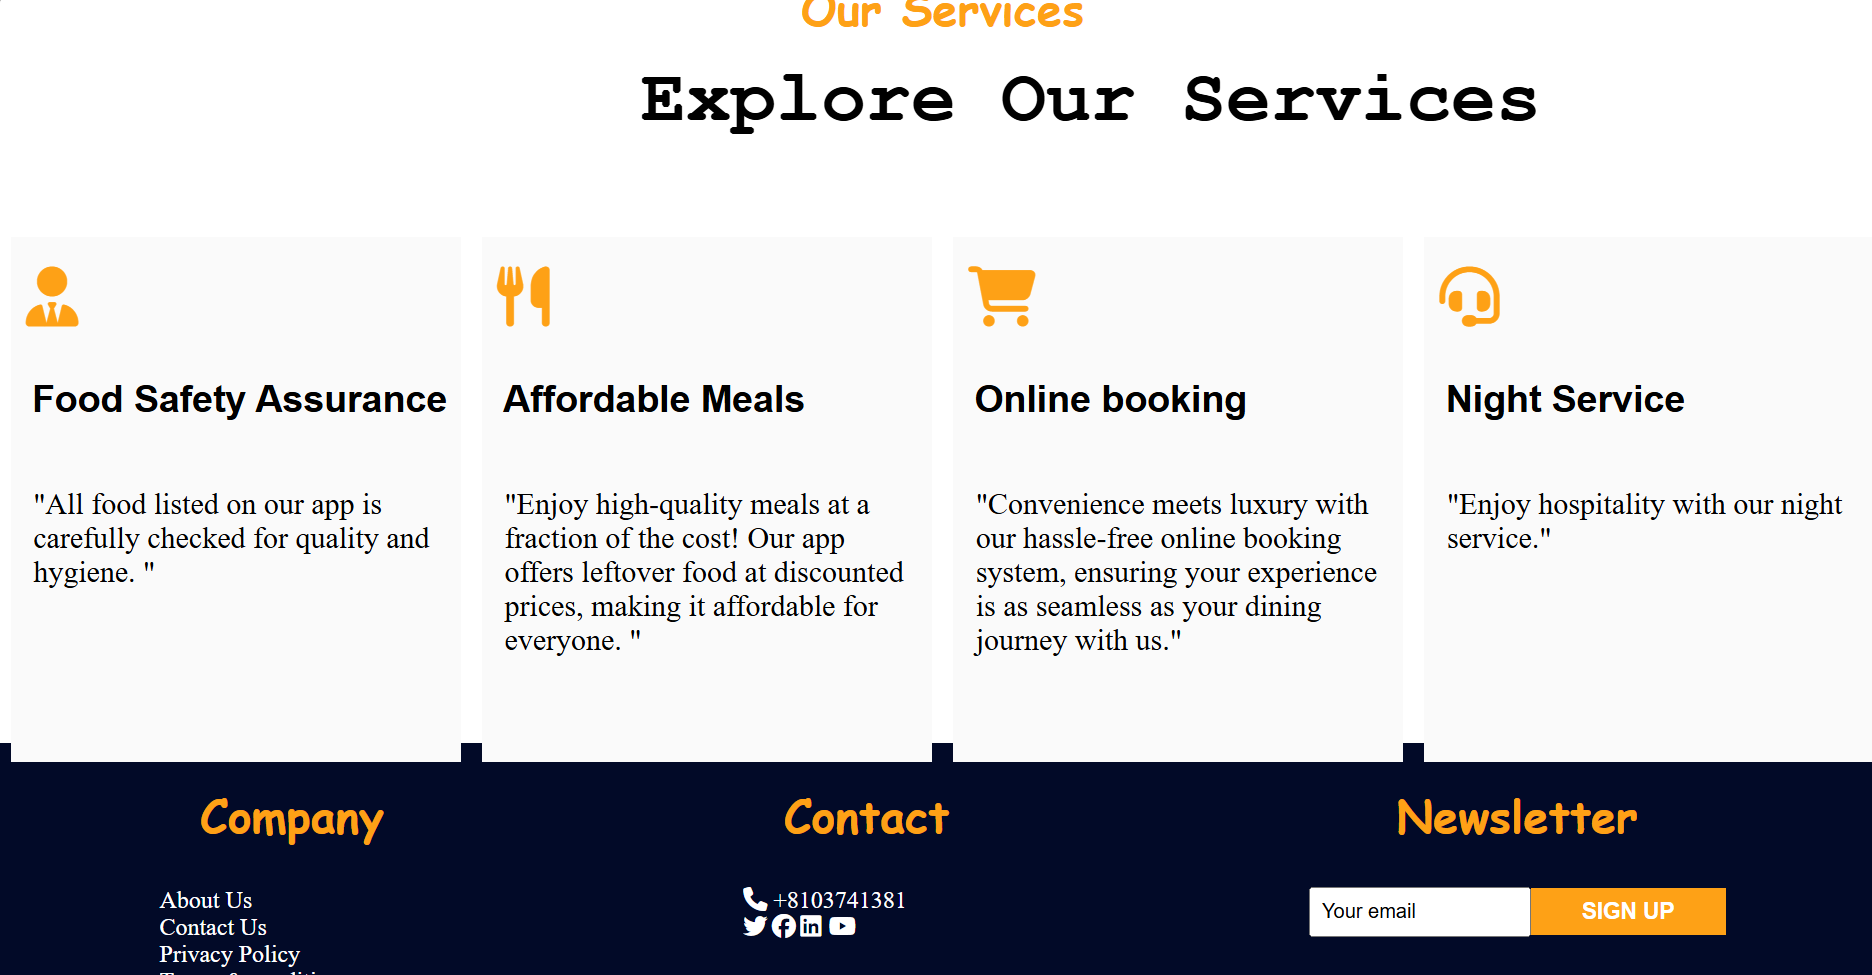 Our Services
Explore Our Services
Food Safety Assurance
"All food listed on our app is
carefully checked for quality and
hygiene. "
Affordable Meals
"Enjoy high-quality meals at a
fraction of the cost! Our app
offers leftover food at discounted
prices, making it affordable for
everyone. "
Online booking
"Convenience meets luxury with
our hassle-free online booking
system, ensuring your experience
is as seamless as your dining
journey with us."
Night Service
"Enjoy hospitality with our night
service."
Company
About Us
Contact Us
Privacy Policy
Contact
+8103741381
Newsletter
Your email
SIGN UP